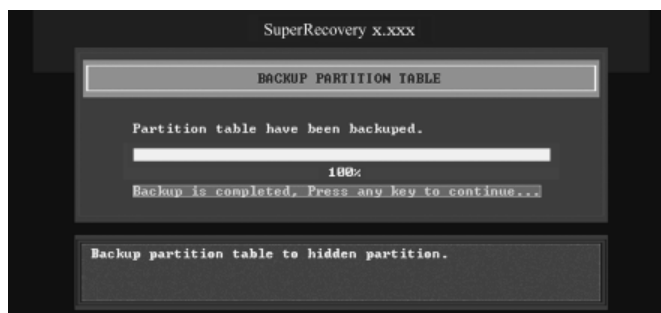 SuperRecovery x.xxx
BACKUP PARTITION TABLE
Partition table have been backuped.
100%
Backup is completed, Press any key to continue...
Backup partition table to hidden partition.